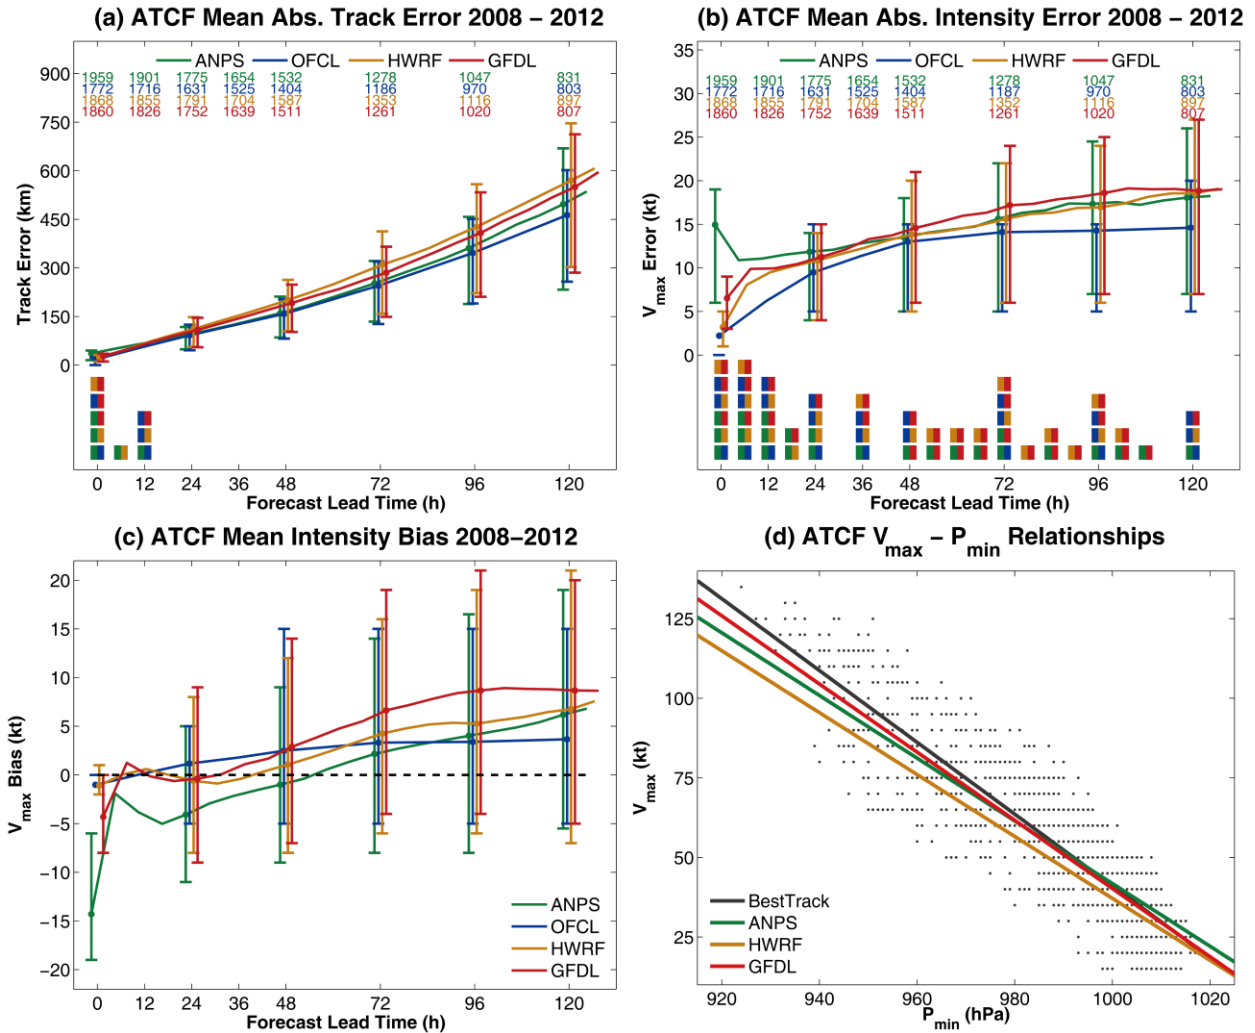 (a) ATCF Mean Abs. Track Error 2008 – 2012
ANPS OFCL HWRF GFDL
1959 1901 1775 1654 1532 1278 1047 831
1772 1716 1631 1525 1404 1186 970 803
1868 1855 1791 1704 1587 1353 1116 897
1860 1826 1752 1639 1511 1261 1020 807
Track Error (km)
900
750
600
450
300
150
0
0 12 24 36 48 72 96 120
Forecast Lead Time (h)
(b) ATCF Mean Abs. Intensity Error 2008 – 2012
ANPS OFCL HWRF GFDL
1959 1901 1775 1654 1532 1278 1047 831
1772 1716 1631 1525 1404 1187 970 803
1868 1855 1791 1704 1587 1352 1116 897
1860 1826 1752 1639 1511 1261 1020 807
Vmax Error (kt)
35
30
25
20
15
10
5
0
0 12 24 36 48 72 96 120
Forecast Lead Time (h)
(c) ATCF Mean Intensity Bias 2008–2012
Vmax Bias (kt)
20
15
10
5
0
−5
−10
−15
−20
ANPS
OFCL
HWRF
GFDL
0 12 24 36 48 72 96 120
Forecast Lead Time (h)
(d) ATCF Vmax – Pmin Relationships
Vmax (kt)
125
100
75
50
25
BestTrack
ANPS
HWRF
GFDL
920 940 960 980 1000 1020
Pmin (hPa)